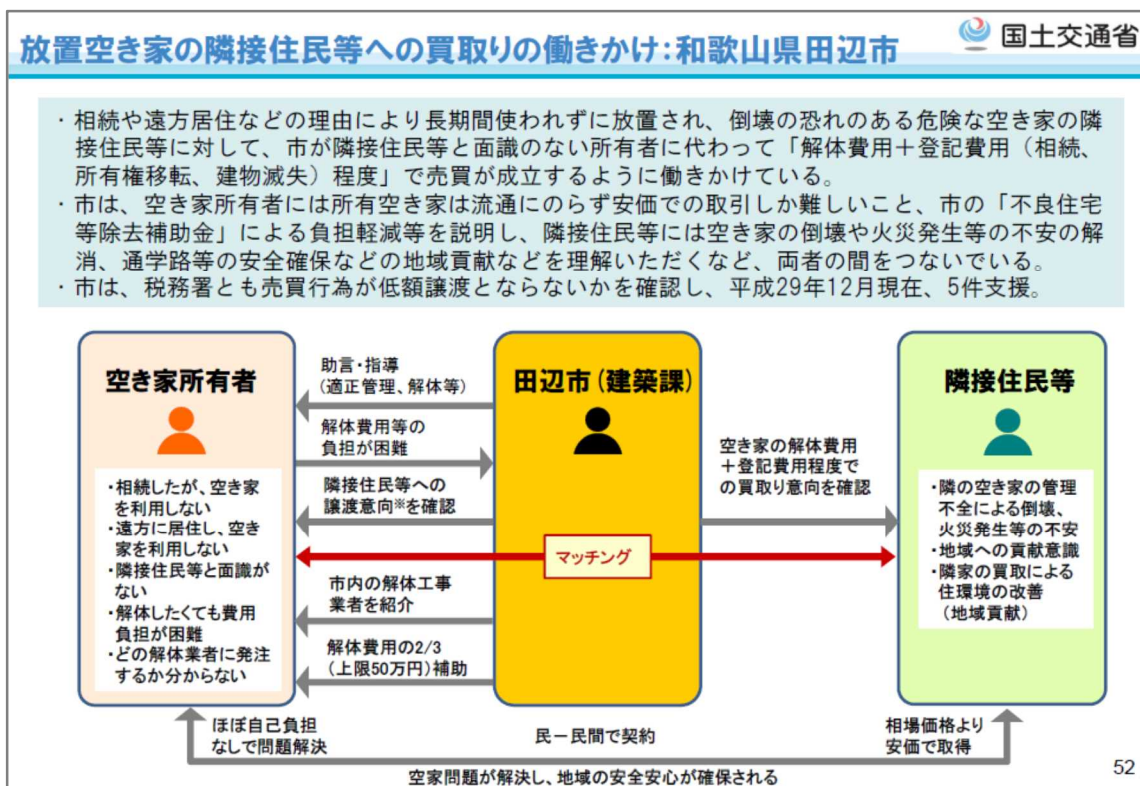 放置空き家の隣接住民等への買取りの働きかけ:和歌山県田辺市
国土交通省
・相続や遠方居住などの理由により長期間使われずに放置され、倒壊の恐れのある危険な空き家の隣
接住民等に対して、市が隣接住民等と面識のない所有者に代わって「解体費用＋登記費用（相続、
所有権移転、建物滅失）程度」で売買が成立するように働きかけている。
・市は、空き家所有者には所有空き家は流通にのらず安価での取引しか難しいこと、市の「不良住宅
等除去補助金」による負担軽減等を説明し、隣接住民等には空き家の倒壊や火災発生等の不安の解
消、通学路等の安全確保などの地域貢献などを理解いただくなど、両者の間をつないでいる。
・市は、税務署とも売買行為が低額譲渡とならないかを確認し、平成29年12月現在、5件支援。
空き家所有者
・相続したが、空き家
を利用しない
・遠方に居住し、空き
家を利用しない
・隣接住民等と面識が
ない
・解体したくても費用
負担が困難
・どの解体業者に発注
するか分からない
助言・指導
（適正管理、解体等）
解体費用等の
負担が困難
隣接住民等への
譲渡意向※を確認
マッチング
市内の解体工事
業者を紹介
解体費用の2/3
（上限50万円）補助
田辺市（建築課）
空き家の解体費用
＋登記費用程度で
の買取り意向を確認
隣接住民等
・隣の空き家の管理
不全による倒壊、
火災発生等の不安
・地域への貢献意識
・隣家の買取による
住環境の改善
（地域貢献）
ほぼ自己負担
なしで問題解決
民－民間で契約
相場価格より
安価で取得
空家問題が解決し、地域の安全安心が確保される
52